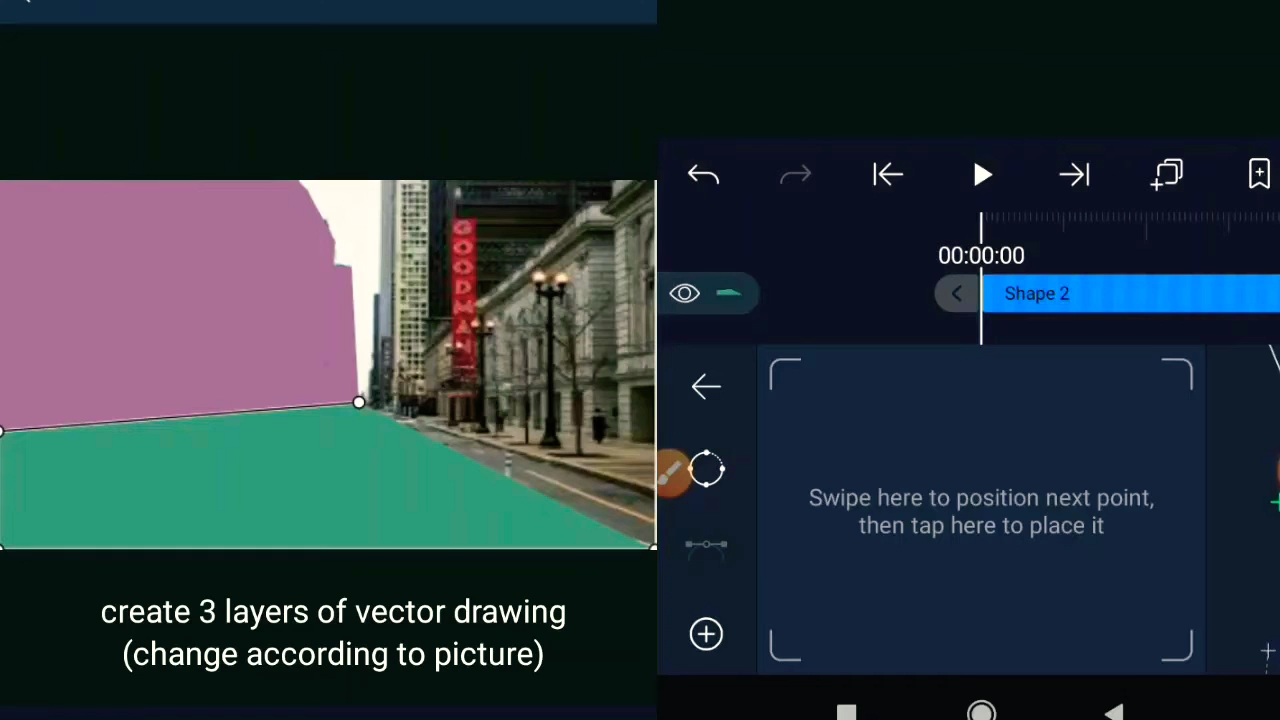 GOODMAN
create 3 layers of vector drawing
(change according to picture)
00:00:00
Shape 2
Swipe here to position next point,
then tap here to place it